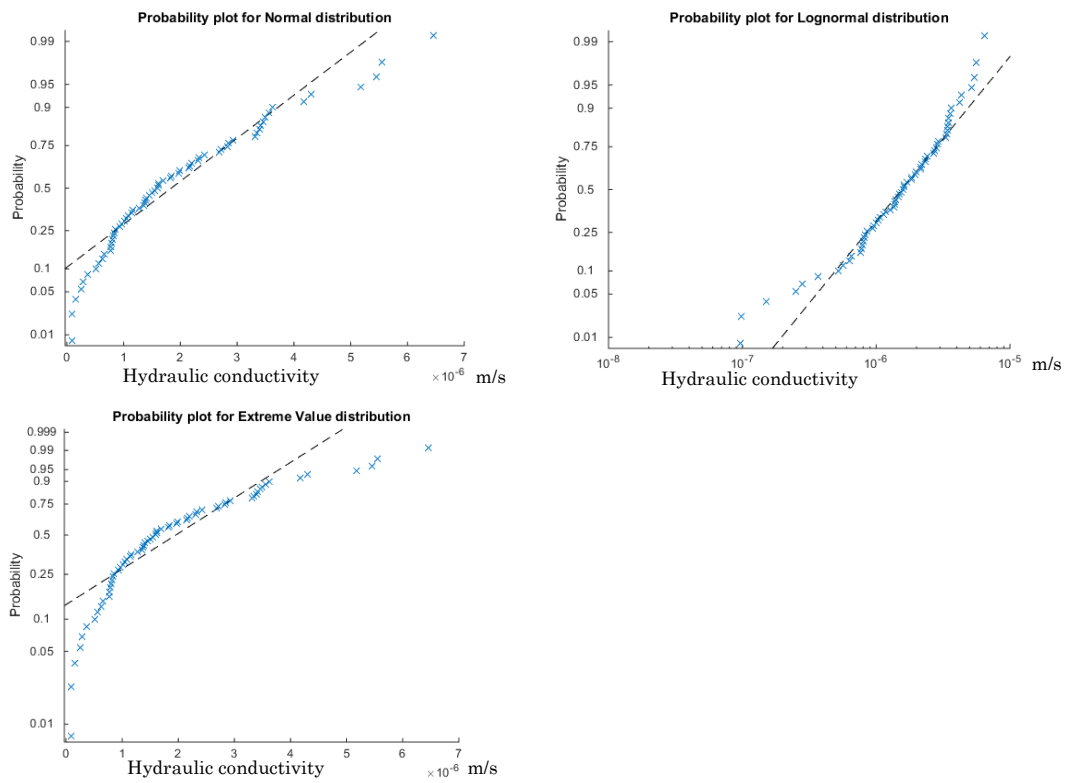 Probability plot for Normal distribution
0.99
0.95
0.9
0.75
0.5
0.25
0.1
0.05
0.01
Probability
0 1 2 3 4 5 6 7
Hydraulic conductivity ×10⁻⁶ m/s
Probability plot for Lognormal distribution
0.99
0.95
0.9
0.75
0.5
0.25
0.1
0.05
0.01
Probability
10⁻⁸ 10⁻⁷ 10⁻⁶ 10⁻⁵
Hydraulic conductivity m/s
Probability plot for Extreme Value distribution
0.999
0.99
0.95
0.9
0.75
0.5
0.25
0.1
0.05
0.01
Probability
0 1 2 3 4 5 6 7
Hydraulic conductivity ×10⁻⁶ m/s